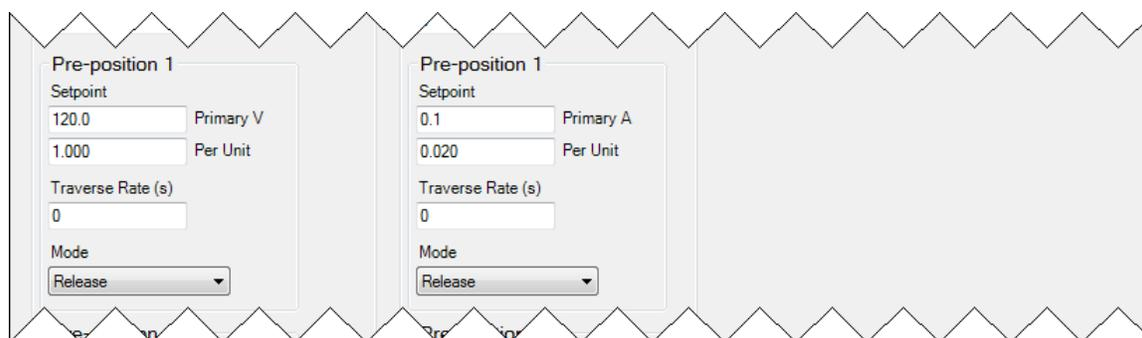 Pre-position 1
Setpoint
120.0 Primary V
1.000 Per Unit
Traverse Rate (s)
0
Mode
Release
Pre-position 1
Setpoint
0.1 Primary A
0.020 Per Unit
Traverse Rate (s)
0
Mode
Release